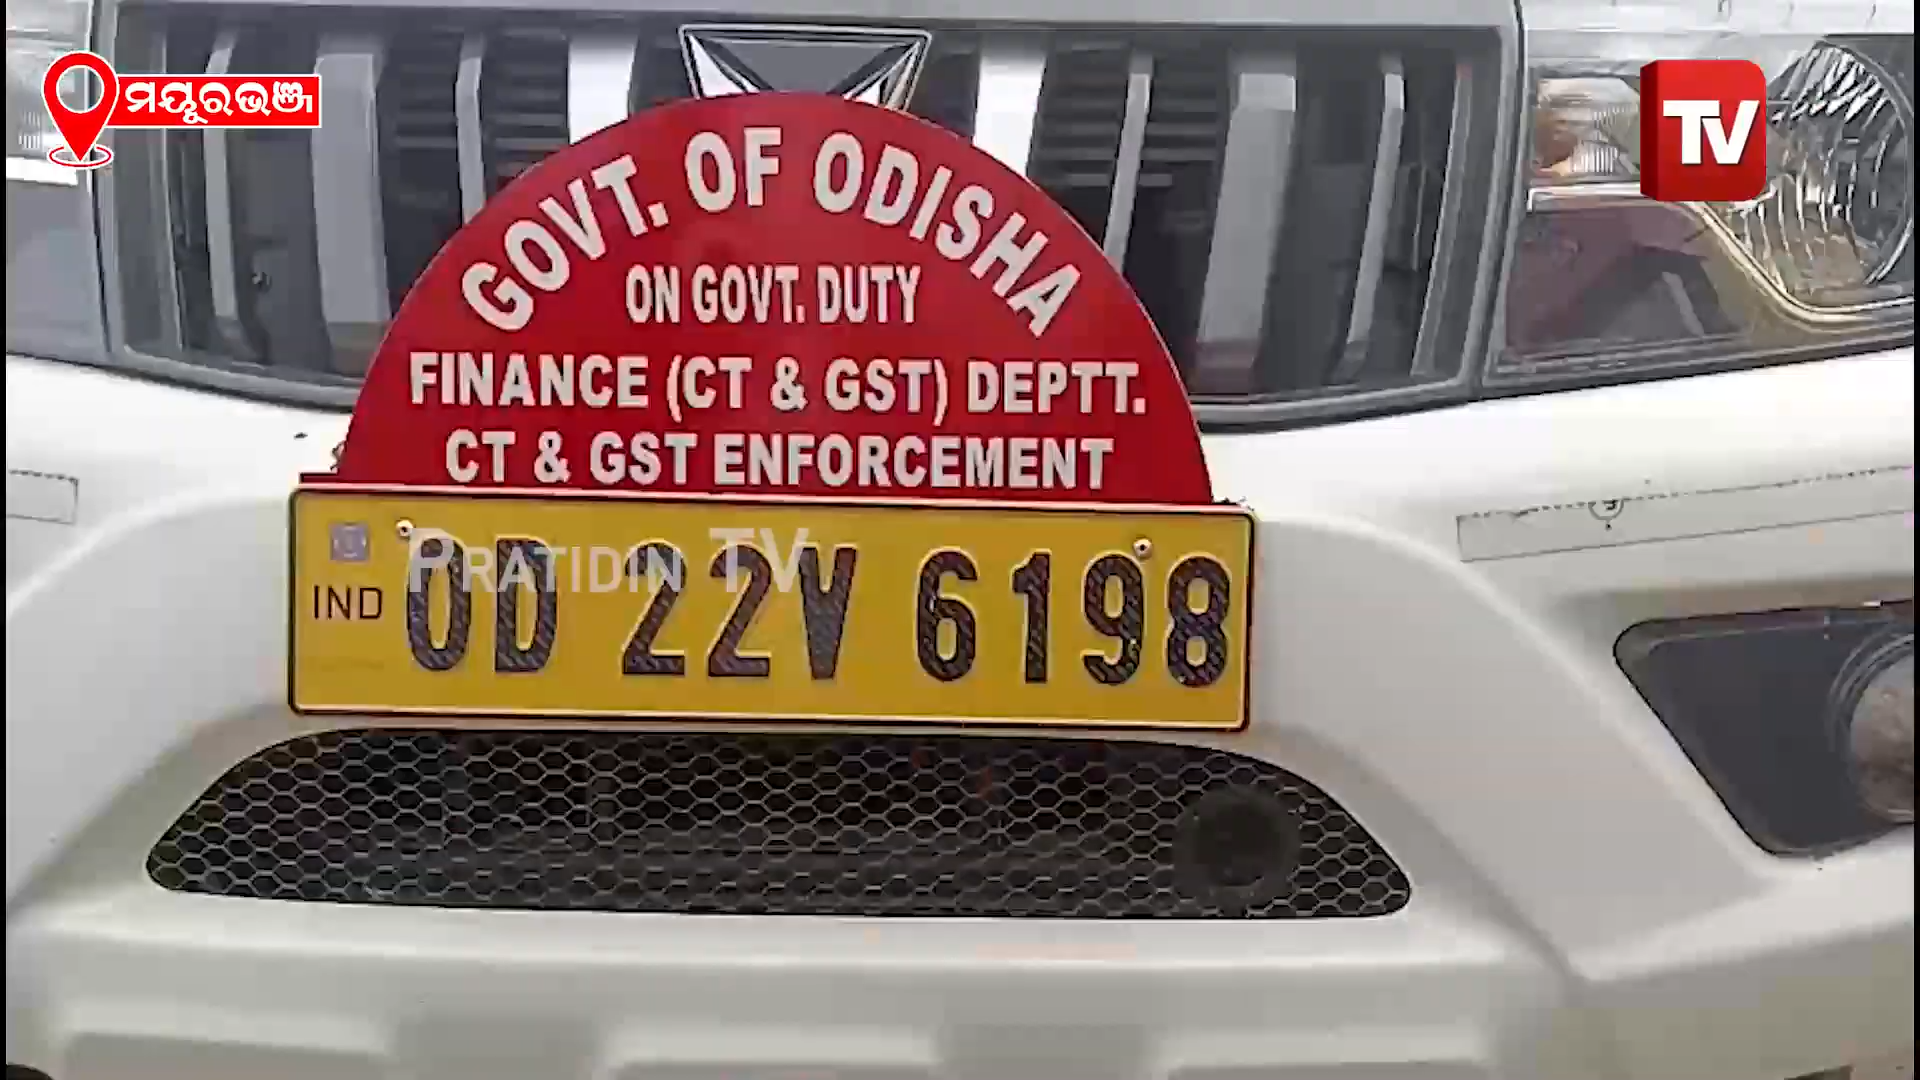 ମୟୂରଭଞ୍ଜ
TV
GOVT. OF ODISHA
ON GOVT. DUTY
FINANCE (CT & GST) DEPTT.
CT & GST ENFORCEMENT
PRATIDIN TV
IND OD 22V 6198